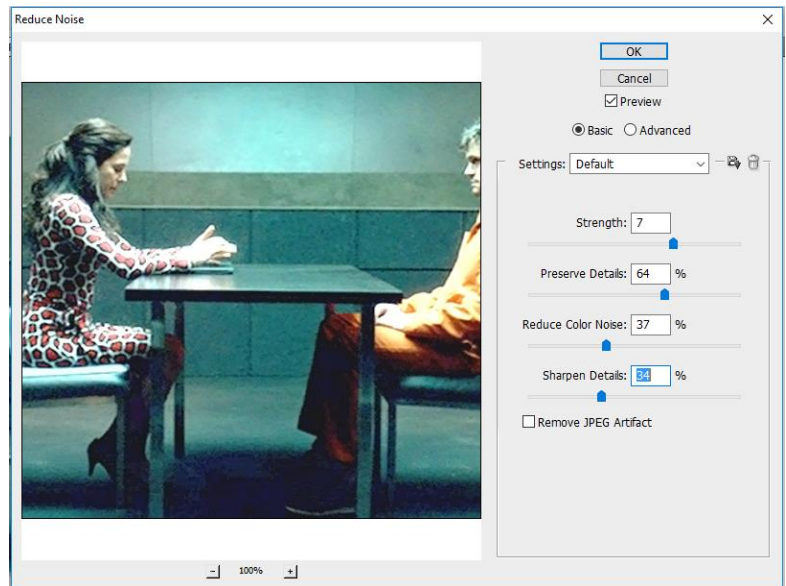 Reduce Noise
OK
Cancel
Preview
Basic Advanced
Settings: Default
Strength: 7
Preserve Details: 64 %
Reduce Color Noise: 37 %
Sharpen Details: 34 %
Remove JPEG Artifact
- 100% +